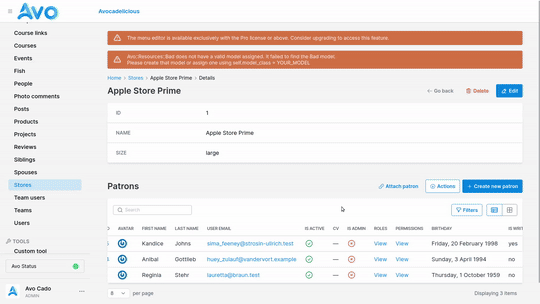 Avo
Avocadelicious
Course links
Courses
Events
Fish
People
Photo comments
Posts
Products
Projects
Reviews
Siblings
Spouses
Stores
Team users
Teams
Users
TOOLS
Custom tool
Avo Status
Avo Cado
ADMIN
The menu editor is available exclusively with the Pro license or above. Consider upgrading to access this feature.
Avo::Resources::Bad does not have a valid model assigned. It failed to find the Bad model.
Please create that model or assign one using self.model_class = YOUR_MODEL
Home Stores Apple Store Prime Details
Apple Store Prime
Go back Delete Edit
ID 1
NAME Apple Store Prime
SIZE large
Patrons
Attach patron Actions Create new patron
Search
Filters
AVATAR FIRST NAME LAST NAME USER EMAIL IS ACTIVE CV IS ADMIN ROLES PERMISSIONS BIRTHDAY IS WRIT
Kandice Johns sima_feeney@strosin-ullrich.test — View View Friday, 20 February 1998 yes
Anibal Gottlieb huey_zulauf@vandervort.example — View View Sunday, 3 April 1994 no
Reginia Stehr lauretta@braun.test — View View Thursday, 1 October 1959 no
8 per page
Displaying 3 items